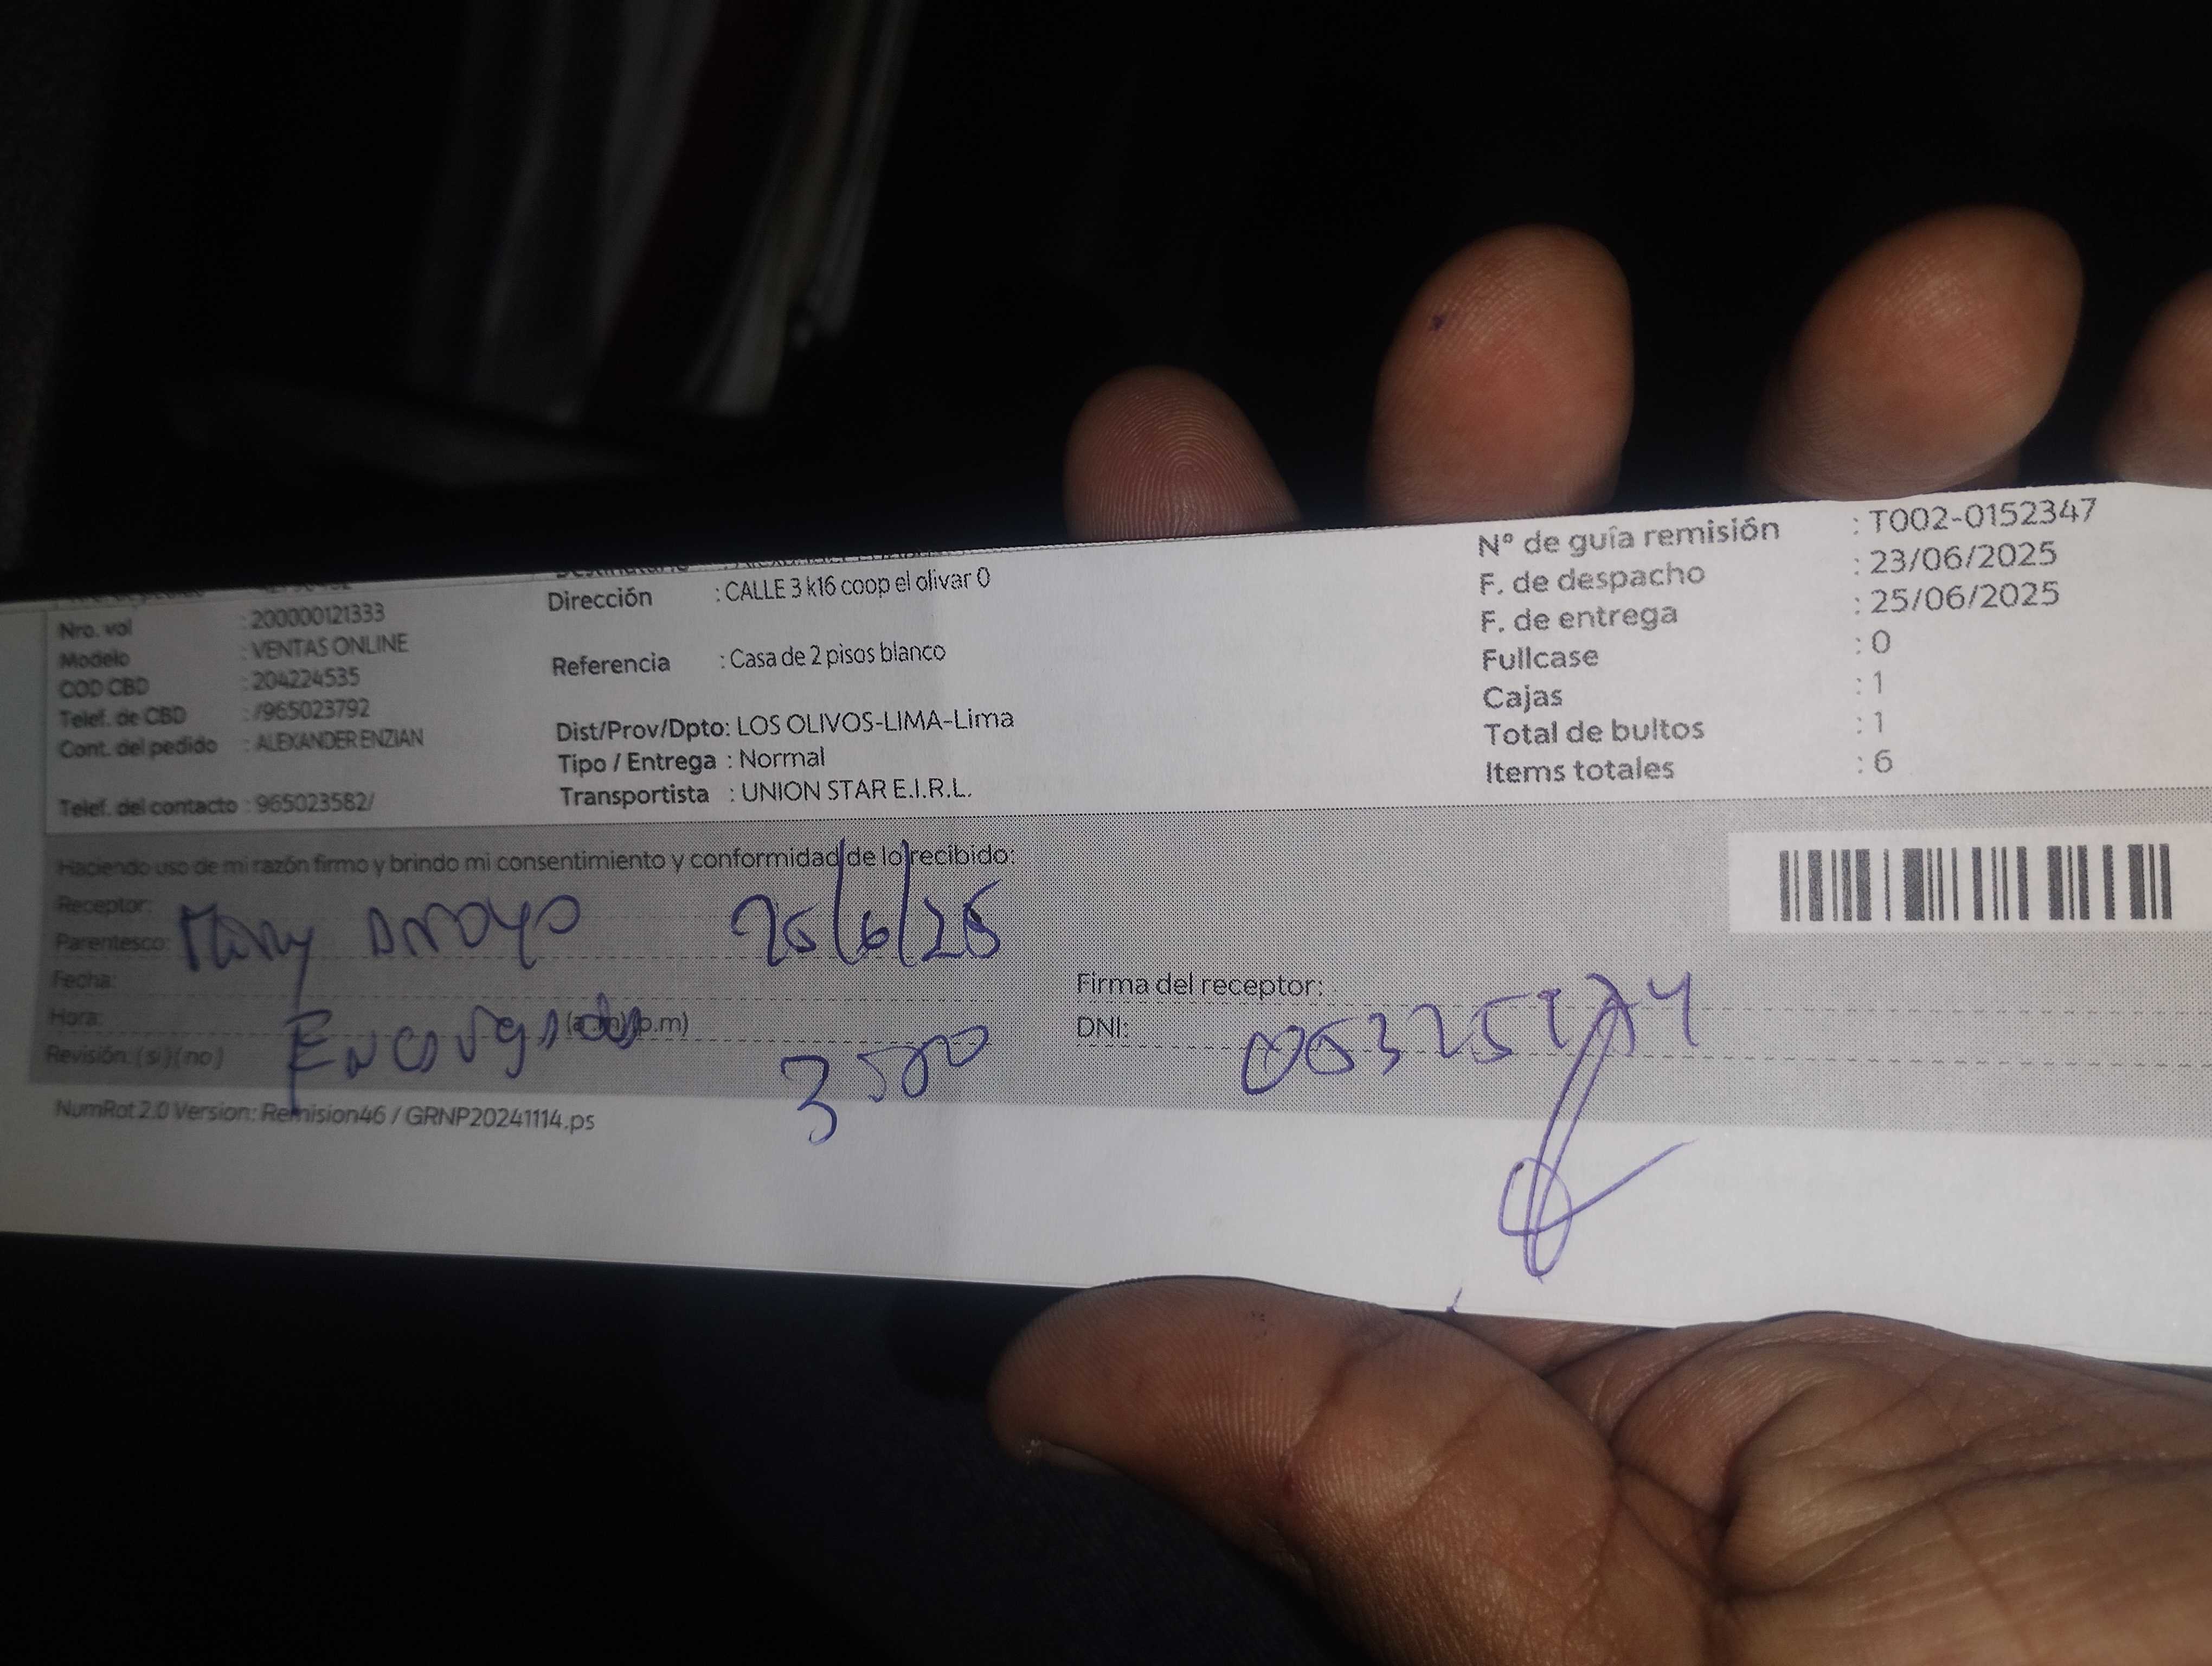 Nro. vol : 200000121333
Modelo : VENTAS ONLINE
COD CBD : 204224535
Telef. de CBD : /965023792
Cont. del pedido : ALEXANDER ENZIAN
Telef. del contacto : 965023582/
Destinatario
Dirección : CALLE 3 k16 coop el olivar 0
Referencia : Casa de 2 pisos blanco
Dist/Prov/Dpto: LOS OLIVOS-LIMA-Lima
Tipo / Entrega : Normal
Transportista : UNION STAR E.I.R.L.
Nº de guía remisión : T002-0152347
F. de despacho : 23/06/2025
F. de entrega : 25/06/2025
Fullcase : 0
Cajas : 1
Total de bultos : 1
Items totales : 6
Haciendo uso de mi razón firmo y brindo mi consentimiento y conformidad de lo recibido:
Receptor:
Parentesco: Mary Arroyo 25/6/25
Fecha:
Hora: (a.m)(p.m)
Revisión. (si)(no) Encargada
Firma del receptor:
DNI:
NumRot 2.0 Version: Remision46 / GRNP20241114.ps